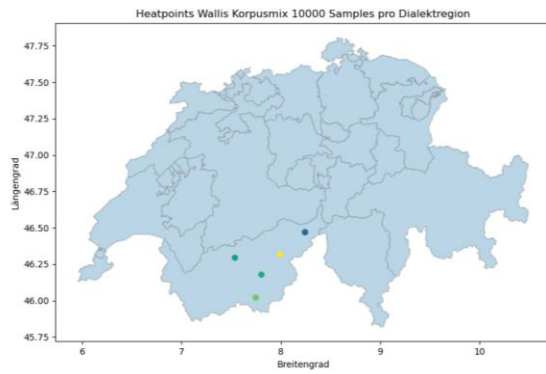 Heatpoints Wallis Korpusmix 10000 Samples pro Dialektregion
Längengrad
47.75
47.50
47.25
47.00
46.75
46.50
46.25
46.00
45.75
6 7 8 9 10
Breitengrad